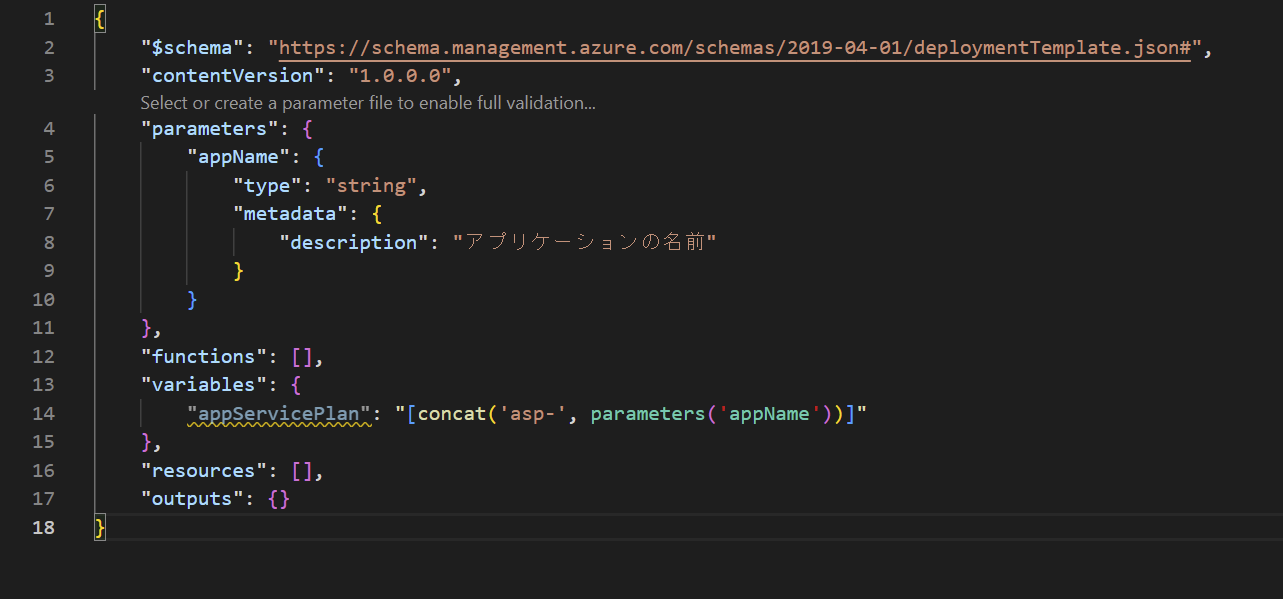 1 {
2 "$schema": "https://schema.management.azure.com/schemas/2019-04-01/deploymentTemplate.json#",
3 "contentVersion": "1.0.0.0",
Select or create a parameter file to enable full validation...
4 "parameters": {
5 "appName": {
6 "type": "string",
7 "metadata": {
8 "description": "アプリケーションの名前"
9 }
10 }
11 },
12 "functions": [],
13 "variables": {
14 "appServicePlan": "[concat('asp-', parameters('appName'))]"
15 },
16 "resources": [],
17 "outputs": {}
18 }